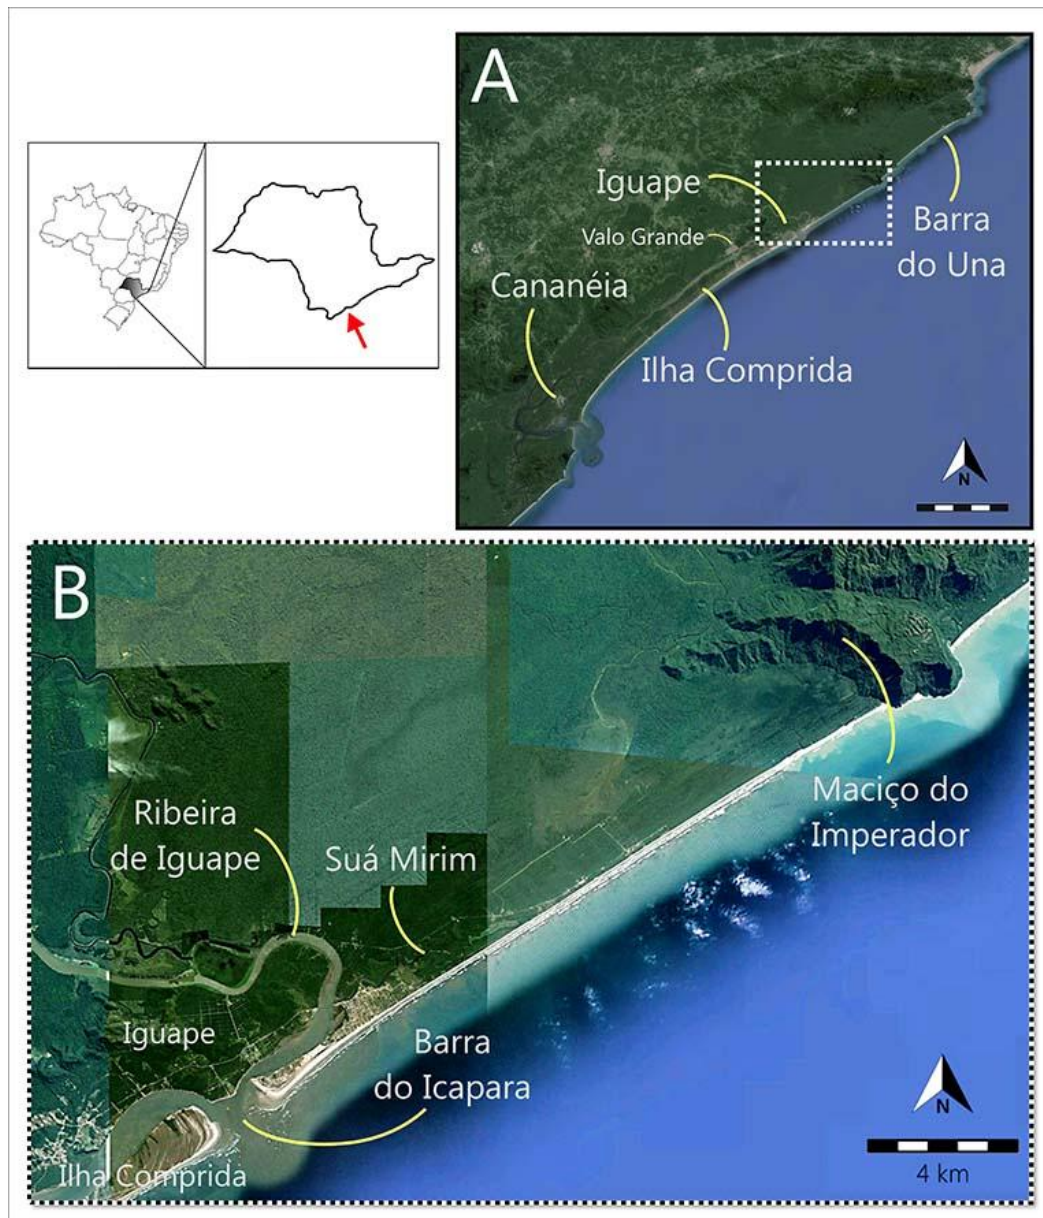 A
Iguape
Valo Grande
Cananéia
Barra
do Una
Ilha Comprida
N
B
Ribeira
de Iguape
Suá Mirim
Maciço do
Imperador
Iguape
Barra
do Icapara
Ilha Comprida
N
4 km